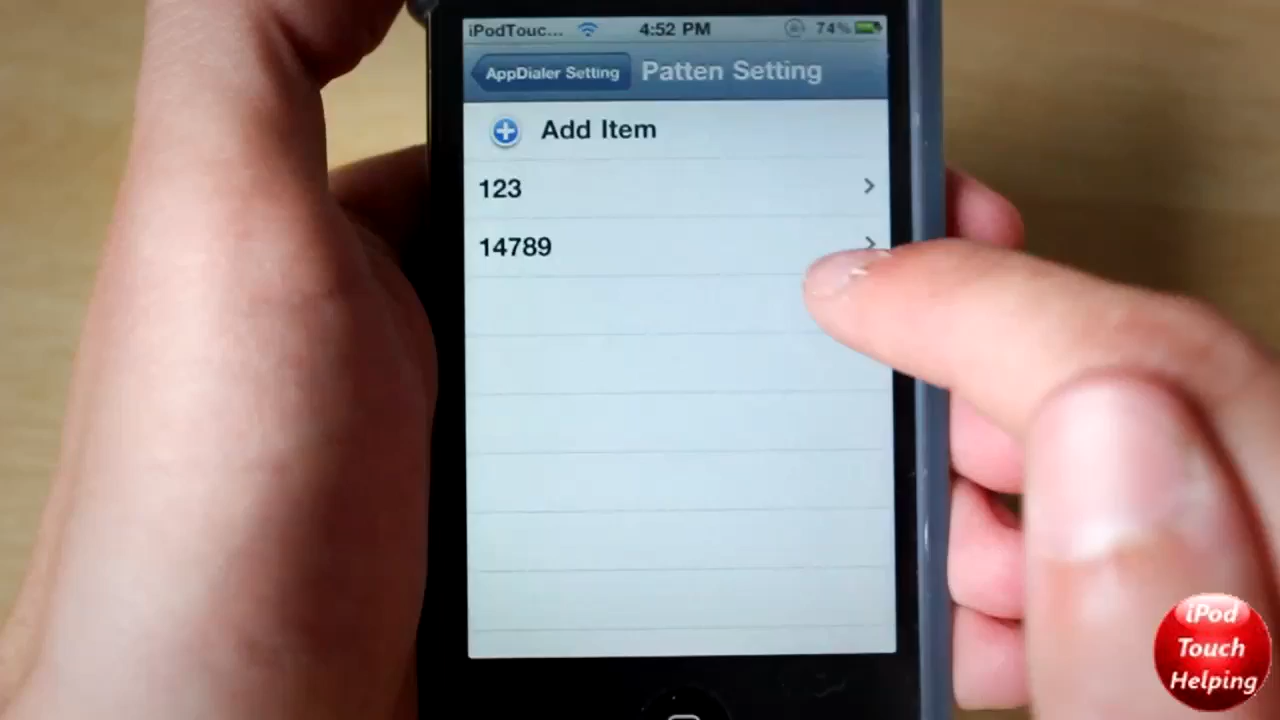 iPodTouc... 4:52 PM 74%
AppDialer Setting Patten Setting
Add Item
123
14789
iPod
Touch
Helping